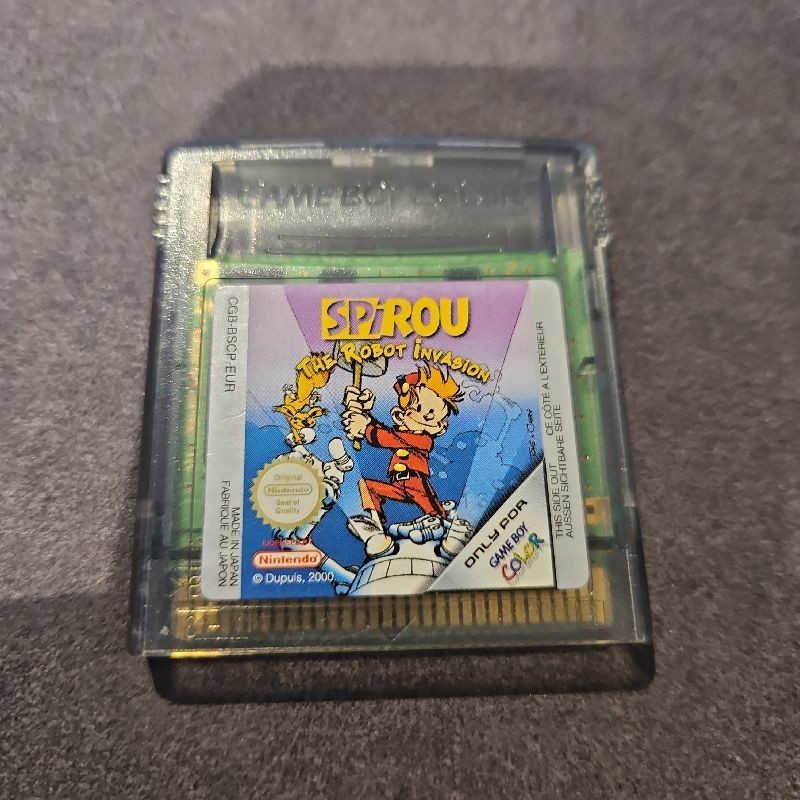 GAME BOY COLOR
CGB-BSCP-EUR
SPIROU
THE ROBOT INVASION
Original
Nintendo
Seal of
Quality
MADE IN JAPAN
FABRIQUE AU JAPON
Nintendo
© Dupuis, 2000.
ONLY FOR
GAME BOY
COLOR
THIS SIDE OUT
CE CÔTÉ A L'EXTÉRIEUR
AUSSEN SICHTBARE SEITE